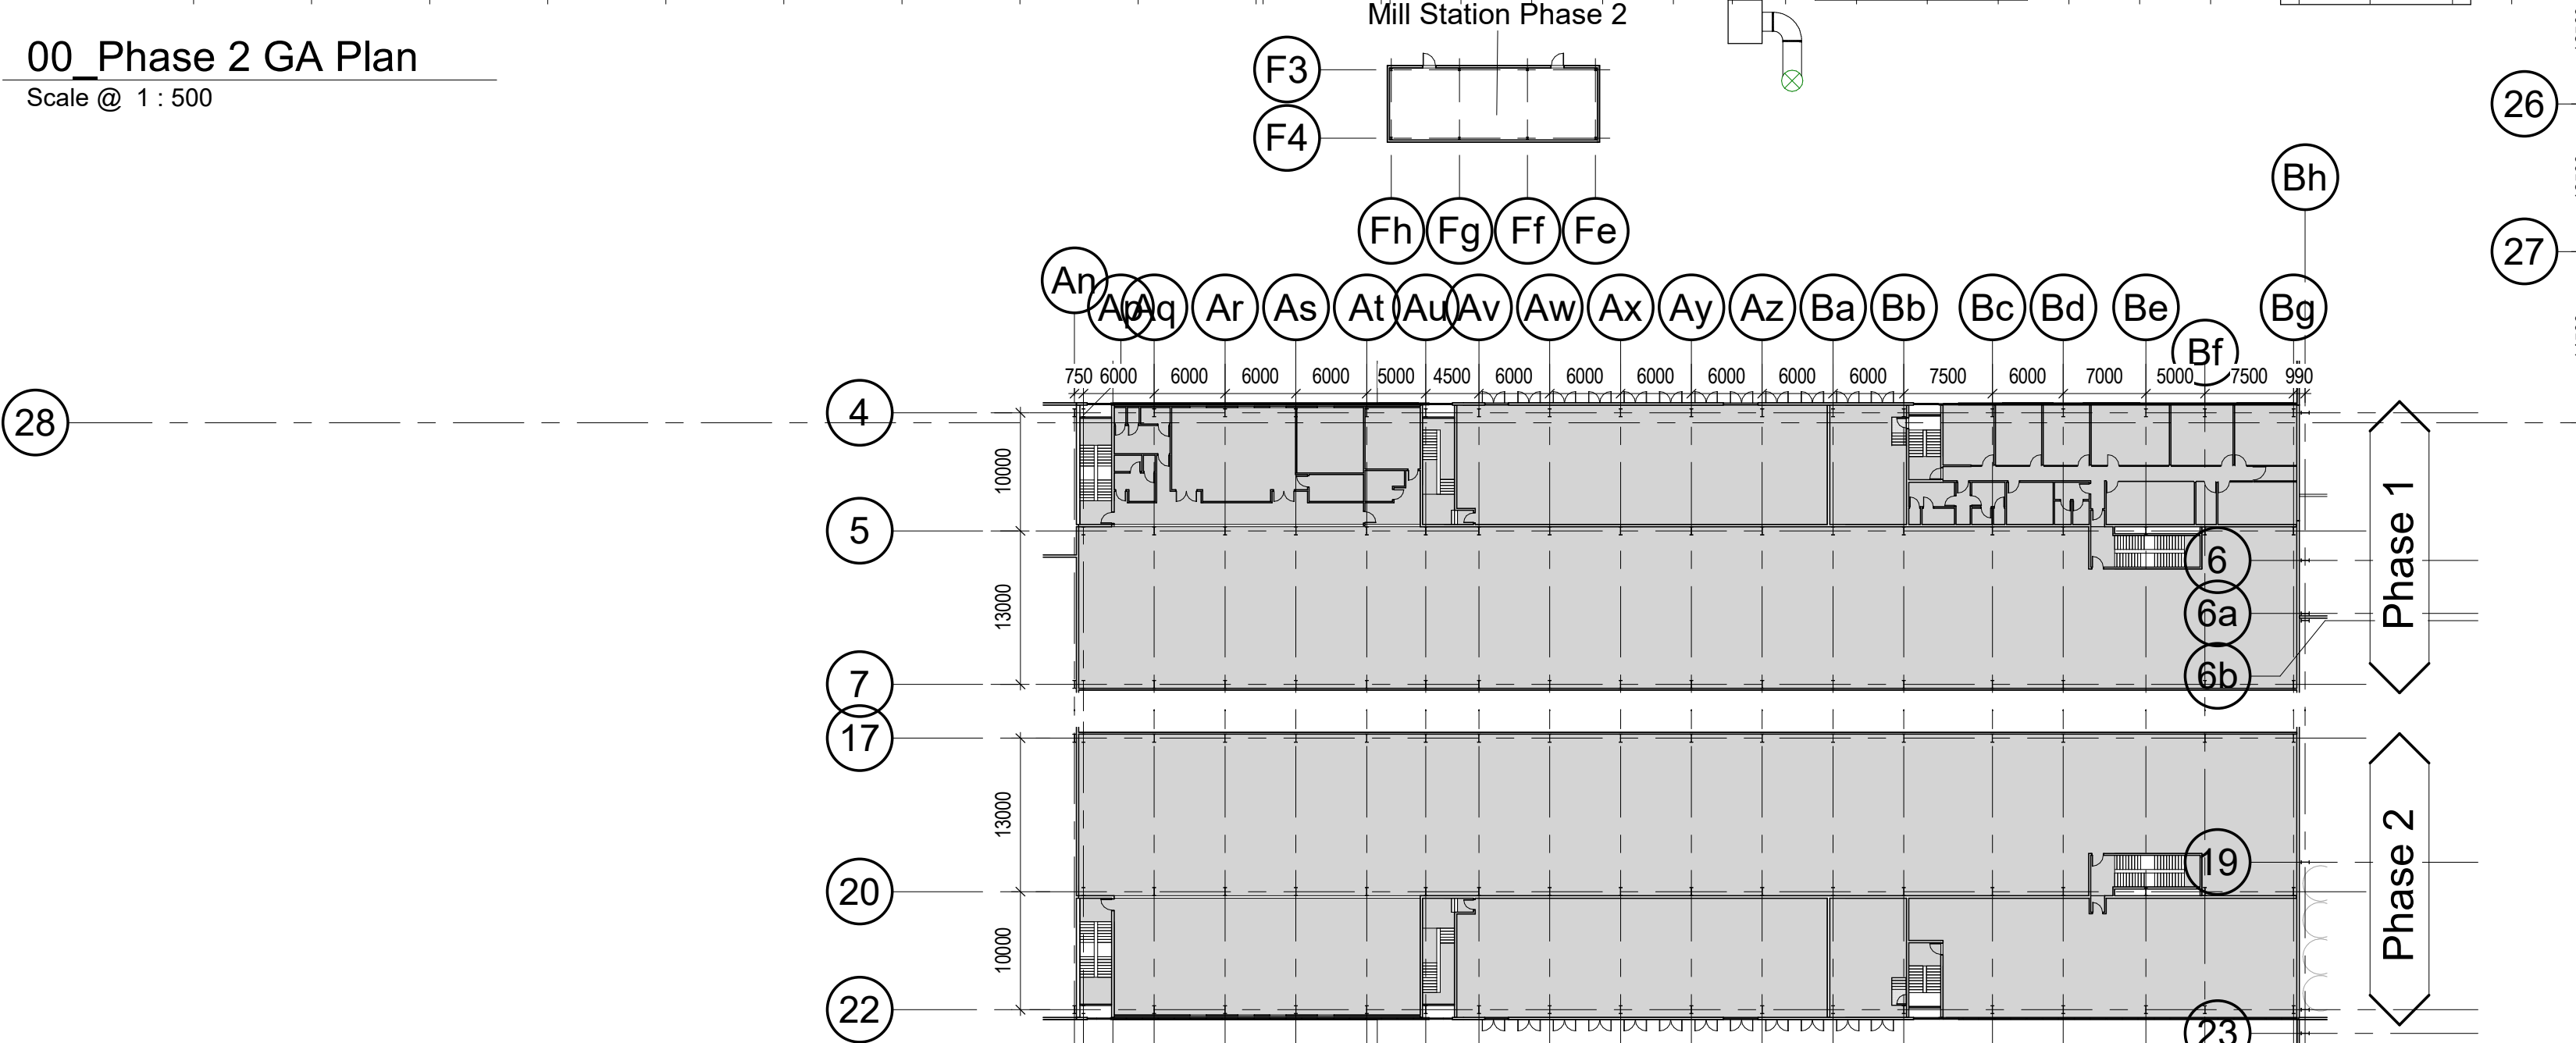 Mill Station Phase 2
00_Phase 2 GA Plan
Scale @ 1 : 500
F3
F4
26
27
Bh
Fh Fg Ff Fe
An
Ap Aq Ar As At Au Av Aw Ax Ay Az Ba Bb Bc Bd Be Bg
Bf
750 6000 6000 6000 6000 5000 4500 6000 6000 6000 6000 6000 6000 7500 6000 7000 5000 7500 990
28
4
10000
5
13000
6
6a
6b
7
Phase 1
17
13000
19
20
10000
22
23
Phase 2